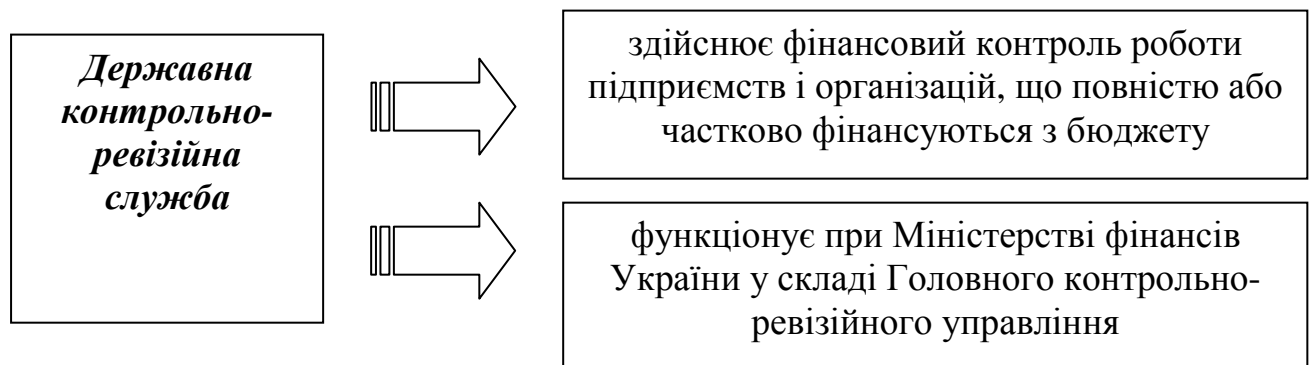 Державна
контрольно-
ревізійна
служба
здійснює фінансовий контроль роботи
підприємств і організацій, що повністю або
частково фінансуються з бюджету
функціонує при Міністерстві фінансів
України у складі Головного контрольно-
ревізійного управління